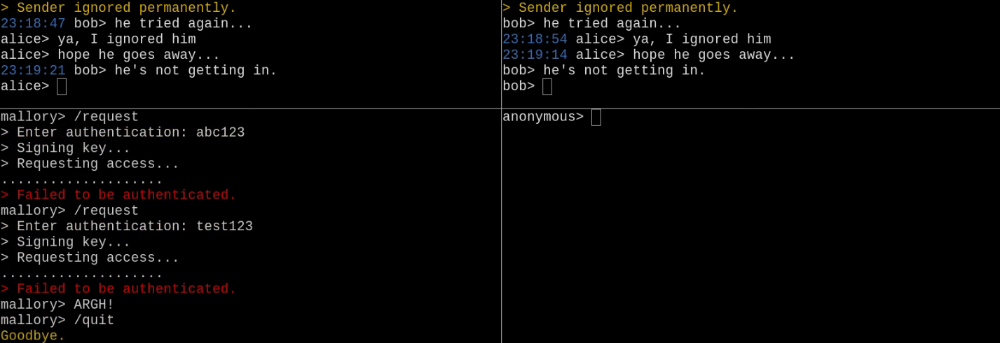 > Sender ignored permanently.
23:18:47 bob> he tried again...
alice> ya, I ignored him
alice> hope he goes away...
23:19:21 bob> he's not getting in.
alice>
> Sender ignored permanently.
bob> he tried again...
23:18:54 alice> ya, I ignored him
23:19:14 alice> hope he goes away...
bob> he's not getting in.
bob>
mallory> /request
> Enter authentication: abc123
> Signing key...
> Requesting access...
....................
> Failed to be authenticated.
mallory> /request
> Enter authentication: test123
> Signing key...
> Requesting access...
....................
> Failed to be authenticated.
mallory> ARGH!
mallory> /quit
Goodbye.
anonymous>